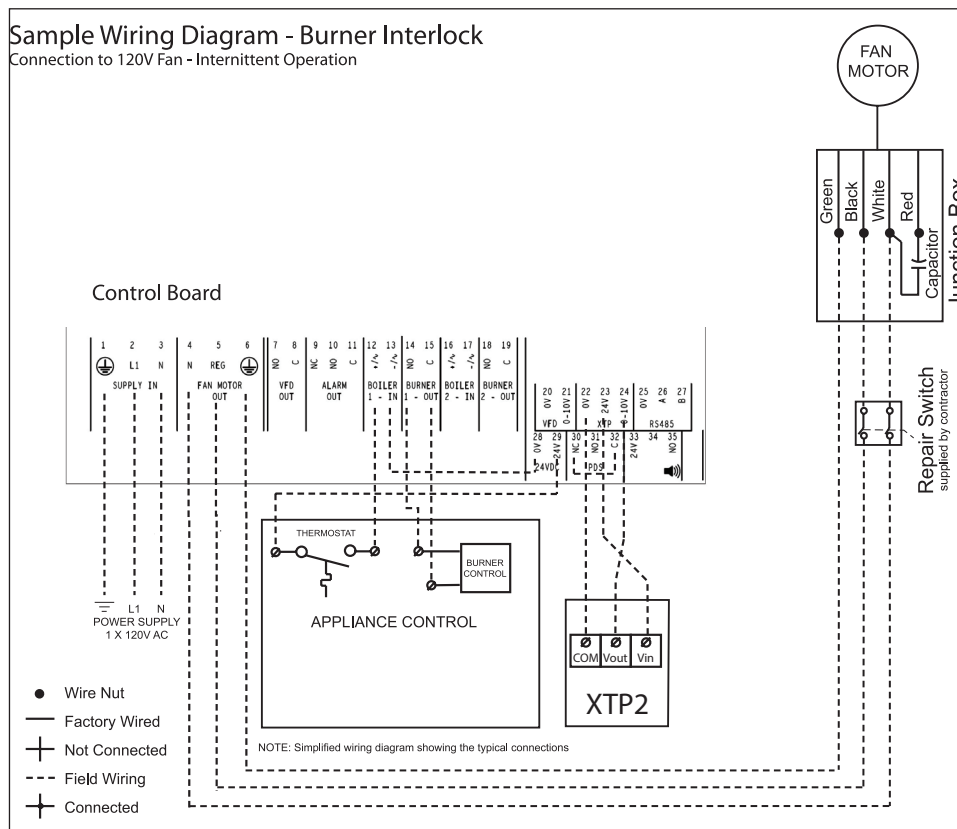 Sample Wiring Diagram - Burner Interlock
Connection to 120V Fan - Internittent Operation
FAN
MOTOR
Green
Black
White
Red
Capacitor
Junction Box
Control Board
1 2 3 4 5 6 7 8 9 10 11 12 13 14 15 16 17 18 19
L1 N N REG NO C NC NO C +/∿ -/∿ NO C +/∿ -/∿ NO C
SUPPLY IN
FAN MOTOR
OUT
VFD
OUT
ALARM
OUT
BOILER
1 - IN
BURNER
1 - OUT
BOILER
2 - IN
BURNER
2 - OUT
20 21 22 23 24 25 26 27
0V 0-10V 0V 24V 0-10V 0V A B
VFD XTP RS485
28 29 30 31 32 33 34 35
0V 24V NC NO C 24V NO
24VDC PDS
Repair Switch
supplied by contractor
THERMOSTAT
BURNER
CONTROL
APPLIANCE CONTROL
L1 N
POWER SUPPLY
1 X 120V AC
COM Vout Vin
XTP2
Wire Nut
Factory Wired
Not Connected
Field Wiring
Connected
NOTE: Simplified wiring diagram showing the typical connections